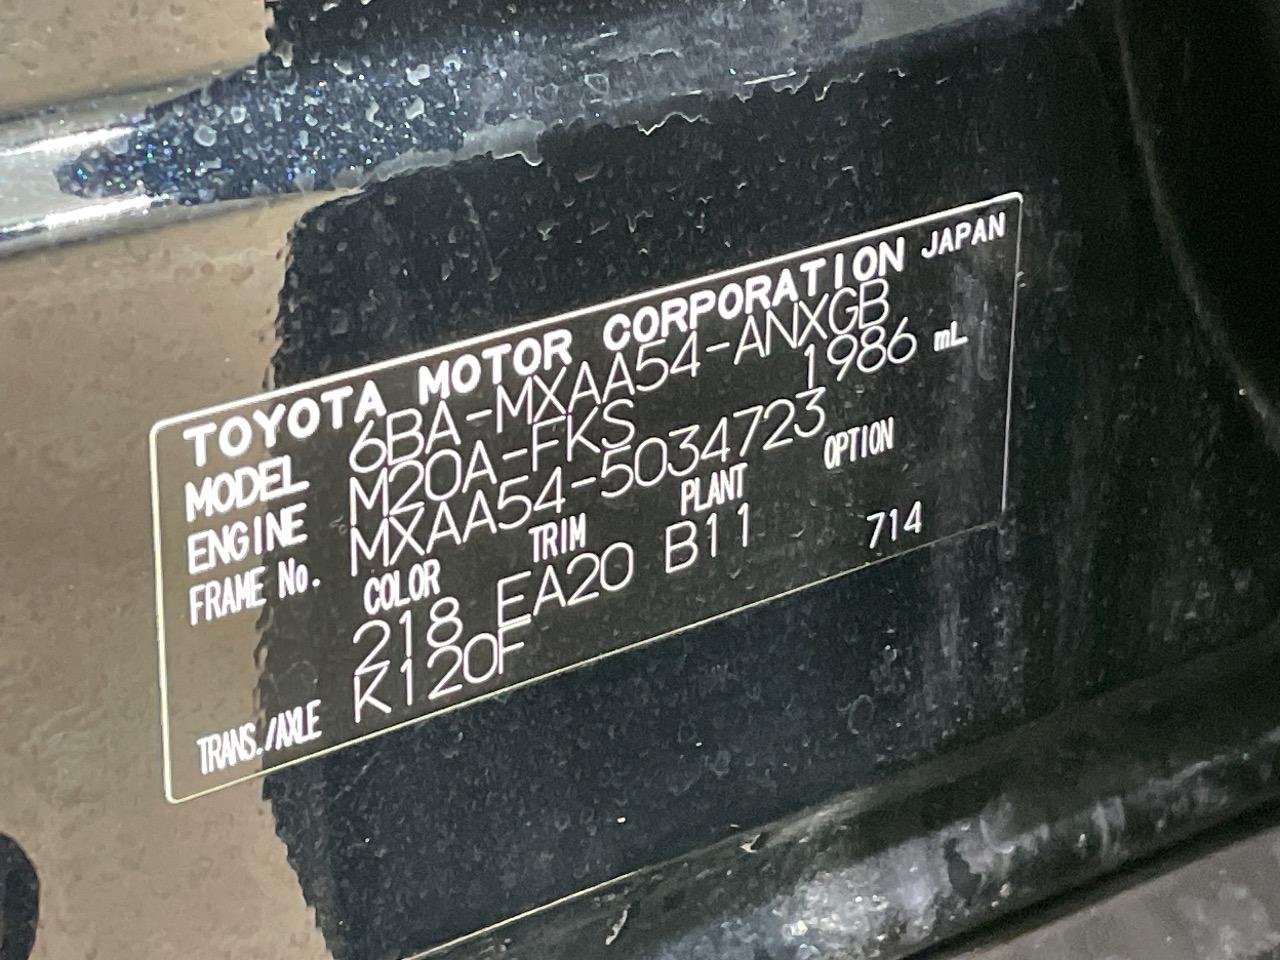 TOYOTA MOTOR CORPORATION JAPAN
MODEL 6BA-MXAA54-ANXGB
ENGINE M20A-FKS 1986 mL
FRAME No. MXAA54-5034723
COLOR TRIM PLANT OPTION
218 EA20 B11 714
TRANS./AXLE K120F